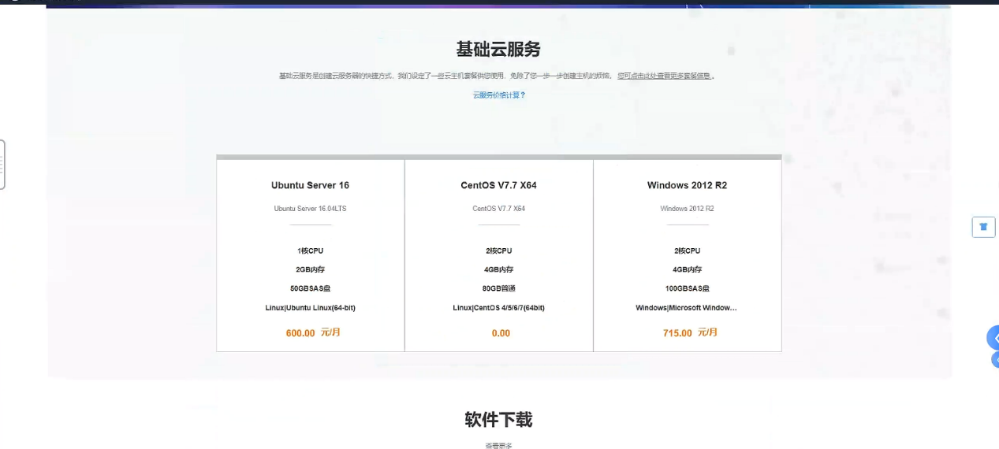 基础云服务
基础云服务是创建云服务器的快捷方式，我们设定了一些云主机套餐供您使用，免除了您一步一步创建主机的烦恼。 您可点击此处查看更多套餐信息 。
云服务价格计算？
Ubuntu Server 16
Ubuntu Server 16.04LTS
1核CPU
2GB内存
50GBSAS盘
Linux|Ubuntu Linux(64-bit)
600.00 元/月
CentOS V7.7 X64
CentOS V7.7 X64
2核CPU
4GB内存
80GB普通
Linux|CentOS 4/5/6/7(64bit)
0.00
Windows 2012 R2
Windows 2012 R2
2核CPU
4GB内存
100GBSAS盘
Windows|Microsoft Window...
715.00 元/月
软件下载
查看更多